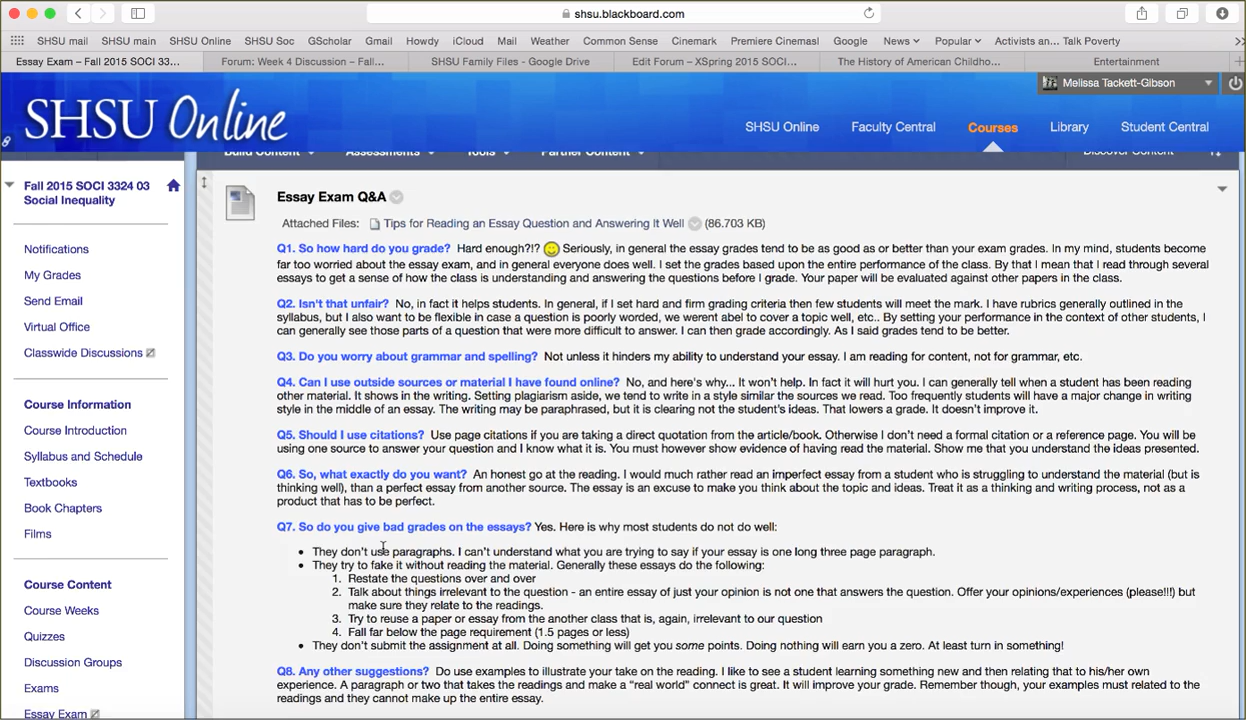 shsu.blackboard.com
SHSU mail SHSU main SHSU Online SHSU Soc GScholar Gmail Howdy iCloud Mail Weather Common Sense Cinemark Premiere Cinemas| Google News Popular Activists an... Talk Poverty
Essay Exam – Fall 2015 SOCI 33... Forum: Week 4 Discussion – Fall... SHSU Family Files - Google Drive Edit Forum – XSpring 2015 SOCI... The History of American Childho... Entertainment
Melissa Tackett-Gibson
SHSU Online
SHSU Online Faculty Central Courses Library Student Central
Build Content Assessments Tools Partner Content Discover Content
Fall 2015 SOCI 3324 03
Social Inequality
Notifications
My Grades
Send Email
Virtual Office
Classwide Discussions
Course Information
Course Introduction
Syllabus and Schedule
Textbooks
Book Chapters
Films
Course Content
Course Weeks
Quizzes
Discussion Groups
Exams
Essay Exam
Essay Exam Q&A
Attached Files: Tips for Reading an Essay Question and Answering It Well (86.703 KB)
Q1. So how hard do you grade? Hard enough?!? Seriously, in general the essay grades tend to be as good as or better than your exam grades. In my mind, students become
far too worried about the essay exam, and in general everyone does well. I set the grades based upon the entire performance of the class. By that I mean that I read through several
essays to get a sense of how the class is understanding and answering the questions before I grade. Your paper will be evaluated against other papers in the class.
Q2. Isn't that unfair? No, in fact it helps students. In general, if I set hard and firm grading criteria then few students will meet the mark. I have rubrics generally outlined in the
syllabus, but I also want to be flexible in case a question is poorly worded, we werent abel to cover a topic well, etc.. By setting your performance in the context of other students, I
can generally see those parts of a question that were more difficult to answer. I can then grade accordingly. As I said grades tend to be better.
Q3. Do you worry about grammar and spelling? Not unless it hinders my ability to understand your essay. I am reading for content, not for grammar, etc.
Q4. Can I use outside sources or material I have found online? No, and here's why... It won't help. In fact it will hurt you. I can generally tell when a student has been reading
other material. It shows in the writing. Setting plagiarism aside, we tend to write in a style similar the sources we read. Too frequently students will have a major change in writing
style in the middle of an essay. The writing may be paraphrased, but it is clearing not the student's ideas. That lowers a grade. It doesn't improve it.
Q5. Should I use citations? Use page citations if you are taking a direct quotation from the article/book. Otherwise I don't need a formal citation or a reference page. You will be
using one source to answer your question and I know what it is. You must however show evidence of having read the material. Show me that you understand the ideas presented.
Q6. So, what exactly do you want? An honest go at the reading. I would much rather read an imperfect essay from a student who is struggling to understand the material (but is
thinking well), than a perfect essay from another source. The essay is an excuse to make you think about the topic and ideas. Treat it as a thinking and writing process, not as a
product that has to be perfect.
Q7. So do you give bad grades on the essays? Yes. Here is why most students do not do well:
• They don't use paragraphs. I can't understand what you are trying to say if your essay is one long three page paragraph.
• They try to fake it without reading the material. Generally these essays do the following:
1. Restate the questions over and over
2. Talk about things irrelevant to the question - an entire essay of just your opinion is not one that answers the question. Offer your opinions/experiences (please!!!) but
make sure they relate to the readings.
3. Try to reuse a paper or essay from the another class that is, again, irrelevant to our question
4. Fall far below the page requirement (1.5 pages or less)
• They don't submit the assignment at all. Doing something will get you some points. Doing nothing will earn you a zero. At least turn in something!
Q8. Any other suggestions? Do use examples to illustrate your take on the reading. I like to see a student learning something new and then relating that to his/her own
experience. A paragraph or two that takes the readings and make a “real world” connect is great. It will improve your grade. Remember though, your examples must related to the
readings and they cannot make up the entire essay.